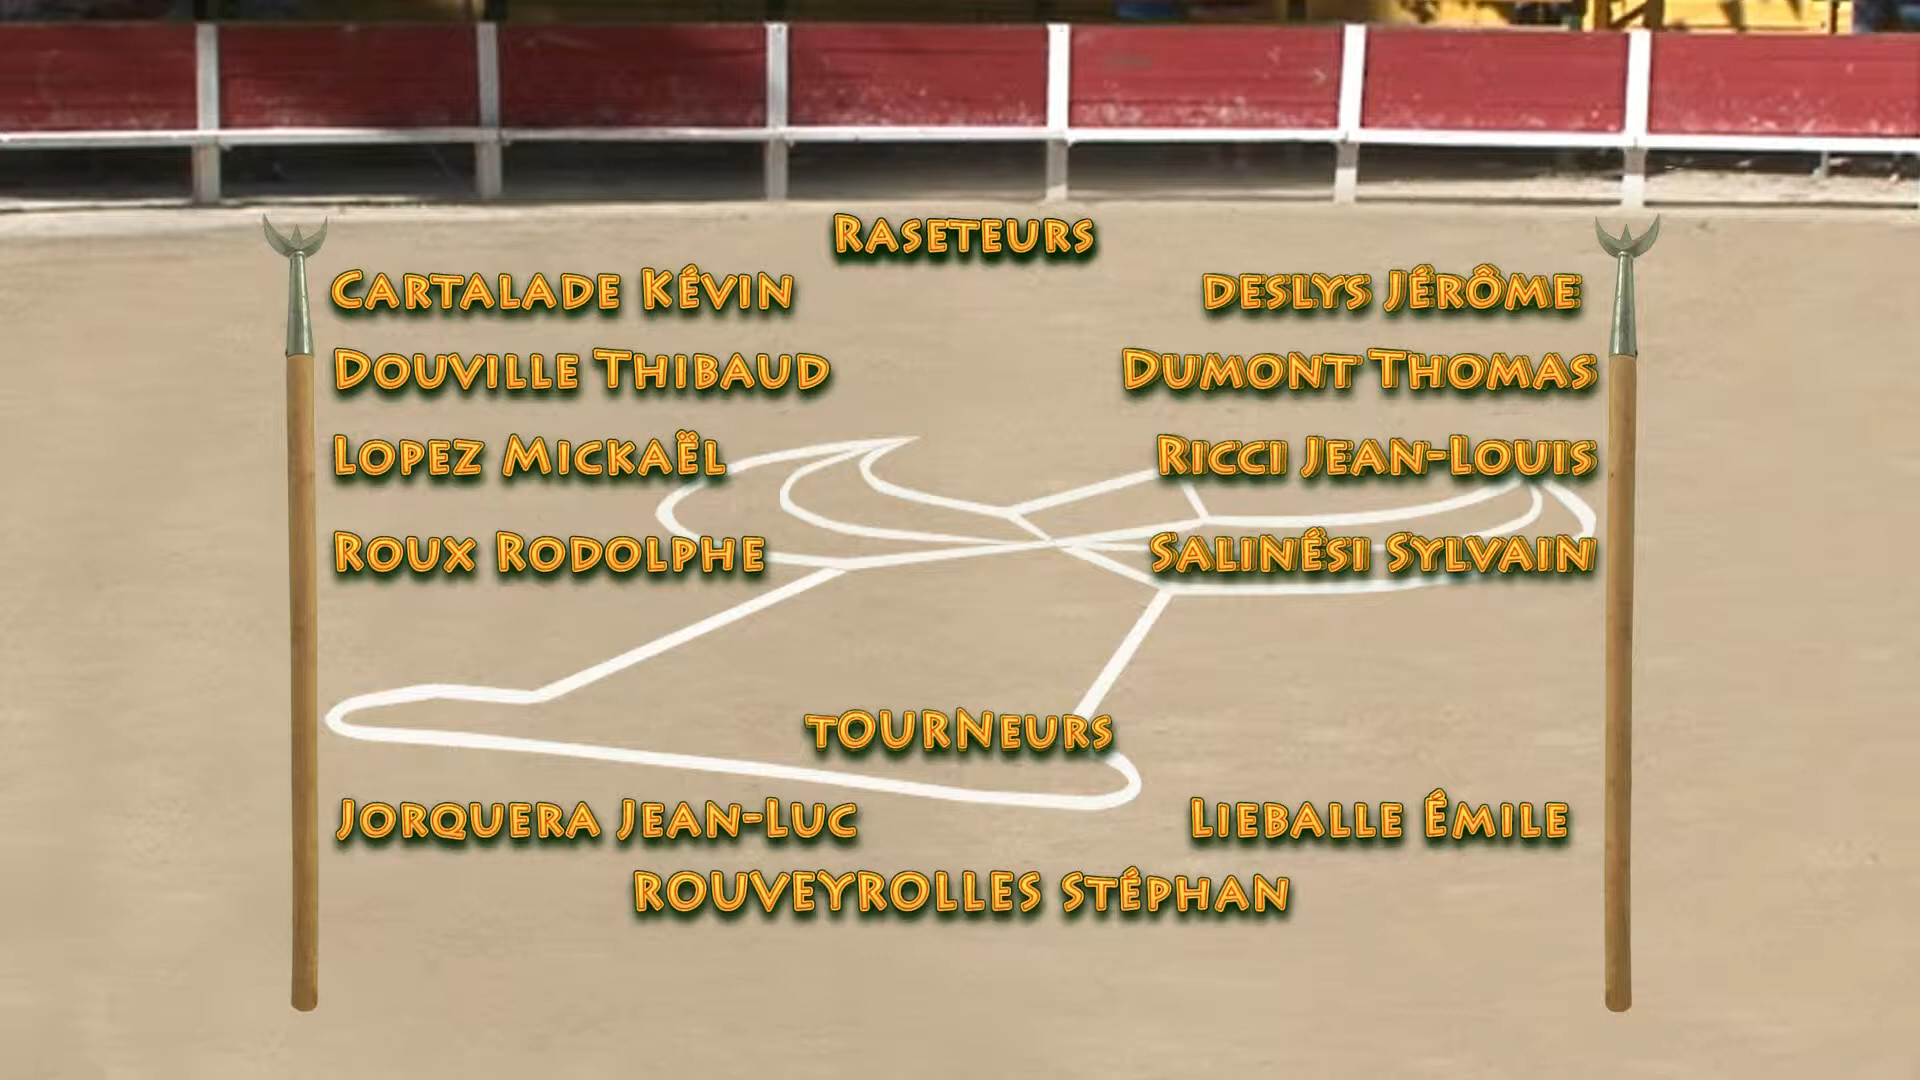 RASETEURS
CARTALADE KÉVIN DESLYS JÉRÔME
DOUVILLE THIBAUD DUMONT THOMAS
LOPEZ MICKAËL RICCI JEAN-LOUIS
ROUX RODOLPHE SALINÉSI SYLVAIN
tOURNEURS
JORQUERA JEAN-LUC LIEBALLE ÉMILE
ROUVEYROLLES STÉPHAN